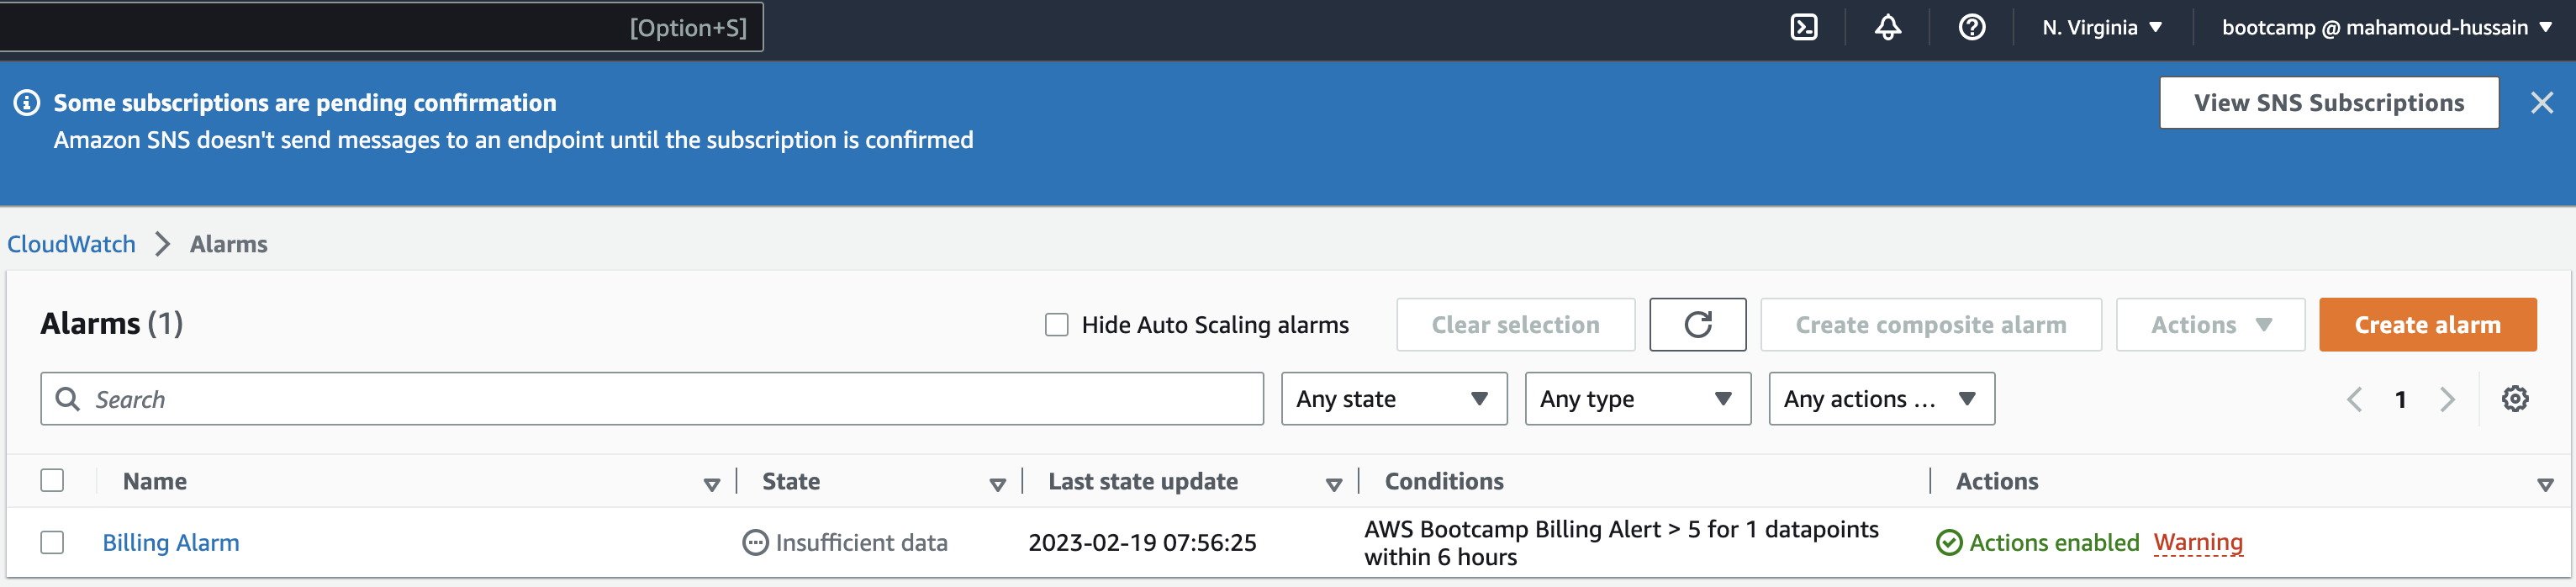 [Option+S]
N. Virginia
bootcamp @ mahamoud-hussain
Some subscriptions are pending confirmation
Amazon SNS doesn't send messages to an endpoint until the subscription is confirmed
View SNS Subscriptions
CloudWatch
Alarms
Alarms (1)
Hide Auto Scaling alarms
Clear selection
Create composite alarm
Actions
Create alarm
Search
Any state
Any type
Any actions ...
1
Name
State
Last state update
Conditions
Actions
Billing Alarm
Insufficient data
2023-02-19 07:56:25
AWS Bootcamp Billing Alert > 5 for 1 datapoints
within 6 hours
Actions enabled
Warning